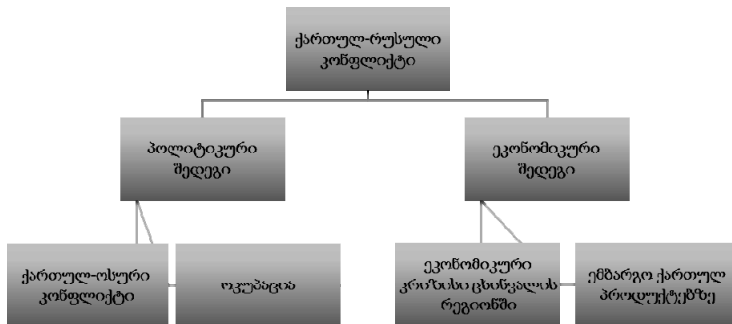 ქართულ-რუსული
კონფლიქტი
პოლიტიკური
შედეგი
ეკონომიკური
შედეგი
ქართულ-ოსური
კონფლიქტი
ოკუპაცია
ეკონომიკური
კრიზისი ცხინვალის
რეგიონში
ემბარგო ქართულ
პროდუქტებზე